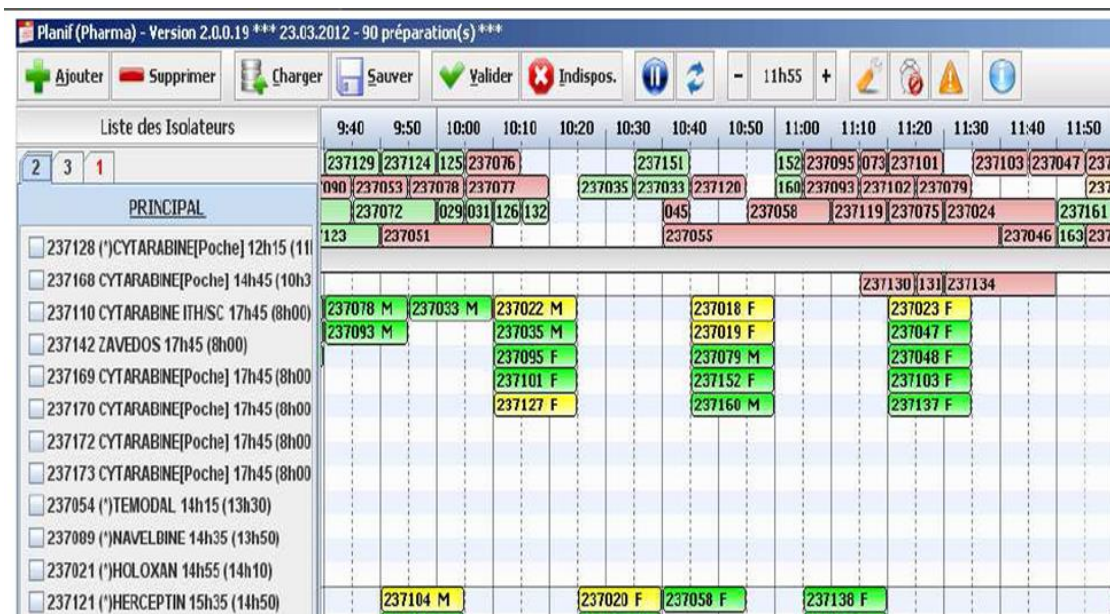 Planif (Pharma) - Version 2.0.0.19 *** 23.03.2012 - 90 préparation(s) ***
Ajouter Supprimer Charger Sauver Valider Indispos. - 11h55 +
Liste des Isolateurs 9:40 9:50 10:00 10:10 10:20 10:30 10:40 10:50 11:00 11:10 11:20 11:30 11:40 11:50
2 3 1
237129 237124 125 237076 237151 152 237095 073 237101 237103 237047 237
090 237053 237078 237077 237035 237033 237120 160 237093 237102 237079 237
PRINCIPAL
237072 029 031 126 132 045 237058 237119 237075 237024 237161
123 237051 237055 237046 163 237
237128 (*)CYTARABINE[Poche] 12h15 (11
237168 CYTARABINE[Poche] 14h45 (10h3
237130 131 237134
237110 CYTARABINE ITH/SC 17h45 (8h00)
237078 M 237033 M 237022 M 237018 F 237023 F
237093 M 237035 M 237019 F 237047 F
237142 ZAVEDOS 17h45 (8h00)
237095 F 237079 M 237048 F
237169 CYTARABINE[Poche] 17h45 (8h00
237101 F 237152 F 237103 F
237170 CYTARABINE[Poche] 17h45 (8h00
237127 F 237160 M 237137 F
237172 CYTARABINE[Poche] 17h45 (8h00
237173 CYTARABINE[Poche] 17h45 (8h00
237054 (*)TEMODAL 14h15 (13h30)
237089 (*)NAVELBINE 14h35 (13h50)
237021 (*)HOLOXAN 14h55 (14h10)
237121 (*)HERCEPTIN 15h35 (14h50)
237104 M 237020 F 237058 F 237138 F